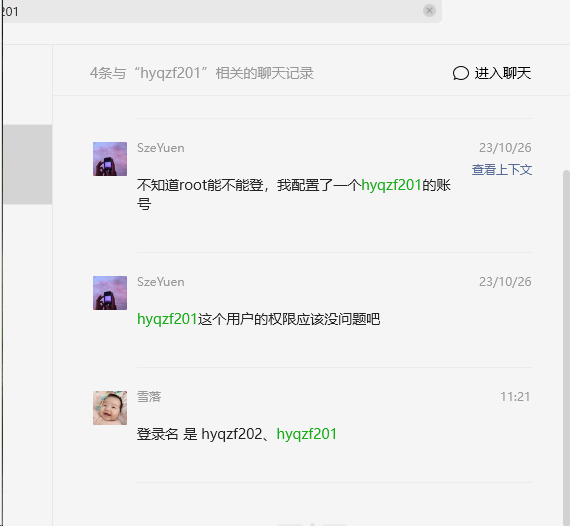 201
4条与“hyqzf201”相关的聊天记录
进入聊天
SzeYuen
23/10/26
查看上下文
不知道root能不能登，我配置了一个hyqzf201的账
号
SzeYuen
23/10/26
hyqzf201这个用户的权限应该没问题吧
雪落
11:21
登录名 是 hyqzf202、hyqzf201